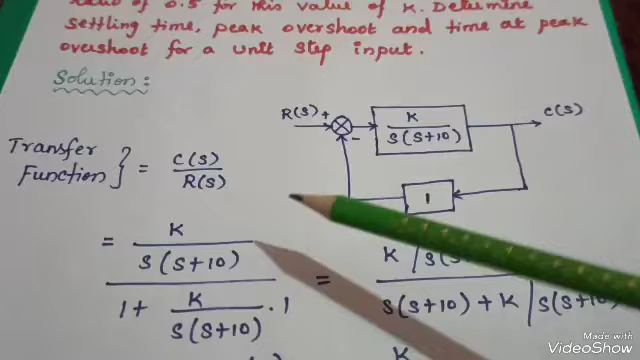 ratio of 0.5 for this value of K. Determine
settling time, peak overshoot and time at peak
overshoot for a unit step input.
Solution:
R(S) + - K / S(S+10) C(S)
1
Transfer Function } = C(S) / R(S)
= K / S(S+10) / 1 + K / S(S+10) . 1 = K / S(S / S(S+10) + K / S(S+10)
K
Made with
VideoShow